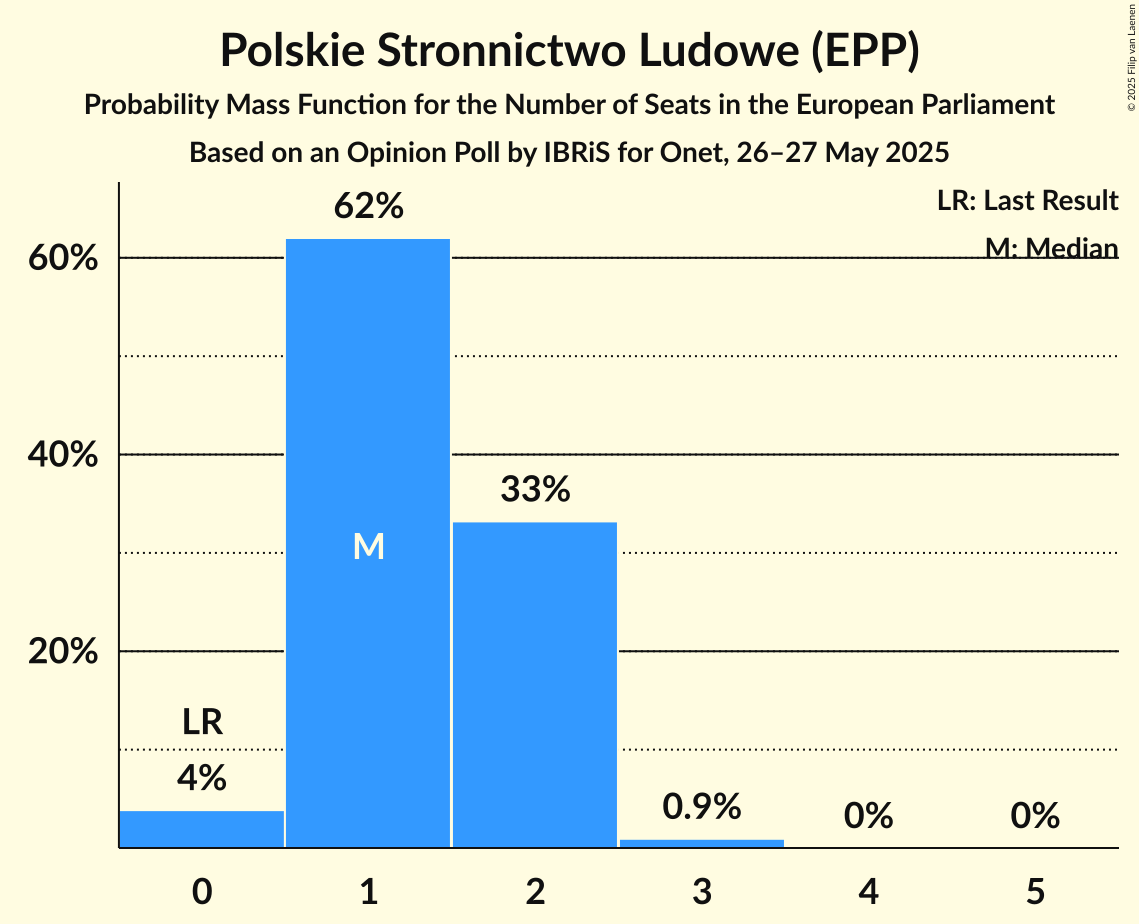 Polskie Stronnictwo Ludowe (EPP)
Probability Mass Function for the Number of Seats in the European Parliament
Based on an Opinion Poll by IBRiS for Onet, 26–27 May 2025
© 2025 Filip van Laenen
LR: Last Result
M: Median
62%
60%
40%
33%
M
20%
LR
4%
0.9%
0%
0%
0
1
2
3
4
5